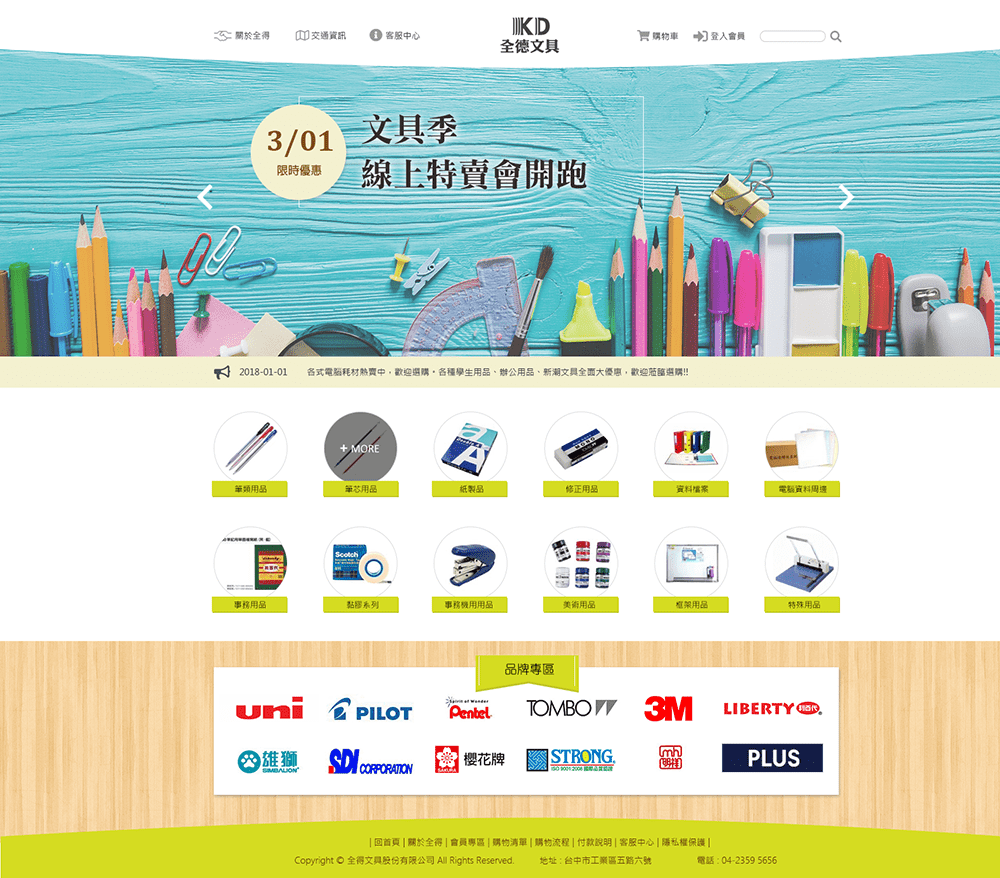 關於全得
交通資訊
客服中心
KD
全德文具
購物車
登入會員
3/01
限時優惠
文具季
線上特賣會開跑
2018-01-01 各式電腦耗材熱賣中，歡迎選購。各種學生用品、辦公用品、新潮文具全面大優惠，歡迎蒞臨選購!!
+ MORE
筆類用品
筆芯用品
紙製品
修正用品
資料檔案
電腦資料周邊
Scotch
事務用品
黏膠系列
事務機用用品
美術用品
框架用品
特殊用品
品牌專區
uni
PILOT
Spirit of Wonder
Pentel
TOMBO
3M
LIBERTY 利百代
雄獅
SIMBALION
SDI CORPORATION
SAKURA
櫻花牌
STRONG
ISO 9001:2008 國際品質認證
明祥
PLUS
| 回首頁 | 關於全得 | 會員專區 | 購物清單 | 購物流程 | 付款說明 | 客服中心 | 隱私權保護 |
Copyright © 全得文具股份有限公司 All Rights Reserved. 地址 : 台中市工業區五路六號 電話 : 04-2359 5656